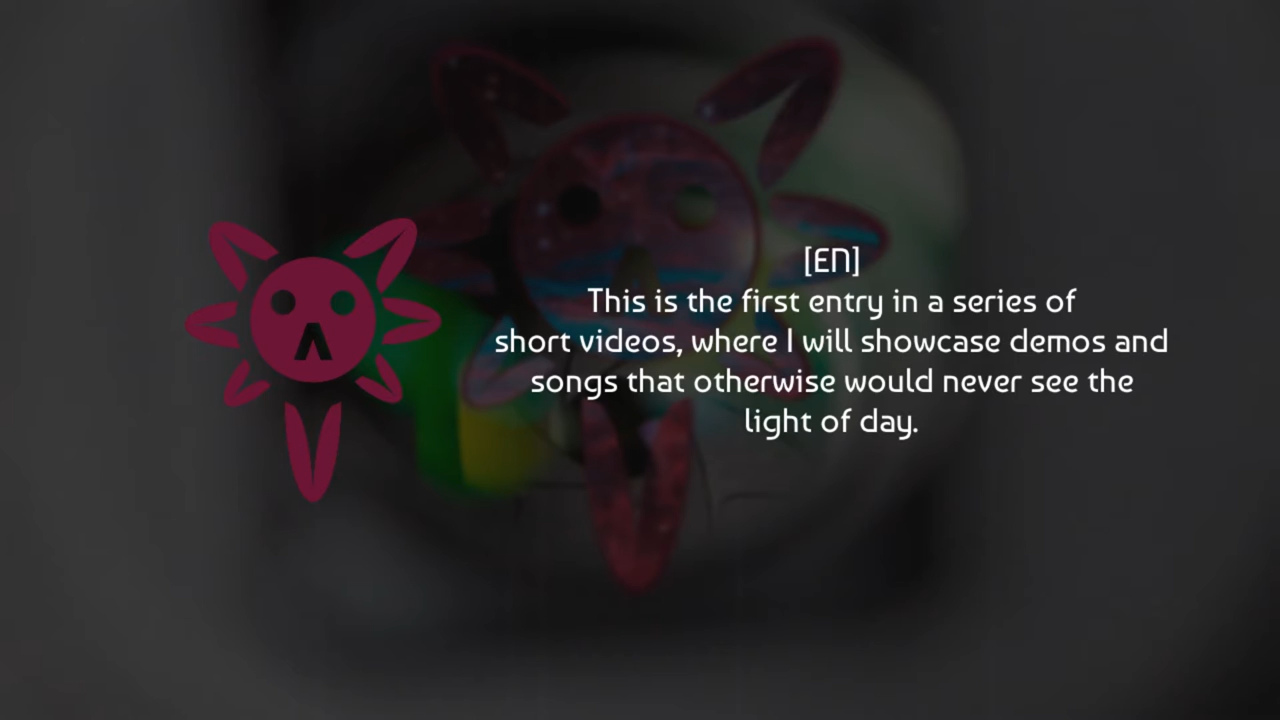 [EN]
This is the first entry in a series of
short videos, where I will showcase demos and
songs that otherwise would never see the
light of day.